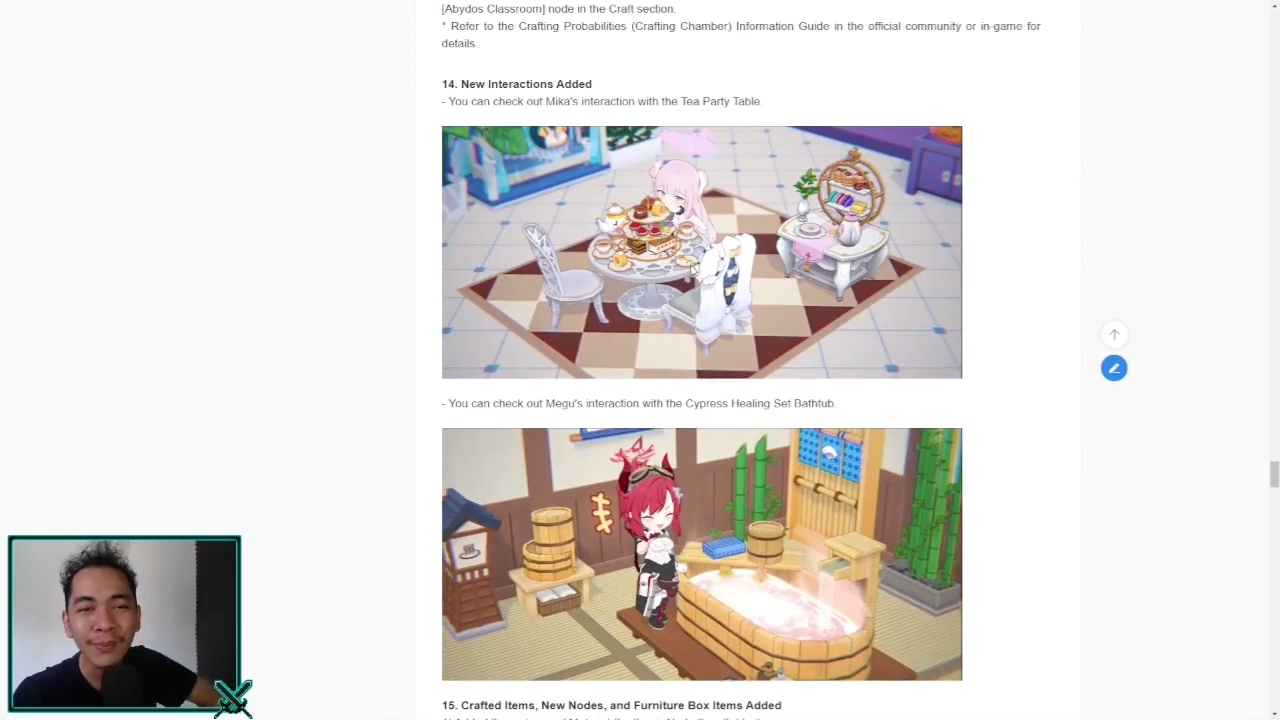 [Abydos Classroom] node in the Craft section.
* Refer to the Crafting Probabilities (Crafting Chamber) Information Guide in the official community or in-game for
details.
14. New Interactions Added
- You can check out Mika's interaction with the Tea Party Table.
- You can check out Megu's interaction with the Cypress Healing Set Bathtub.
15. Crafted Items, New Nodes, and Furniture Box Items Added